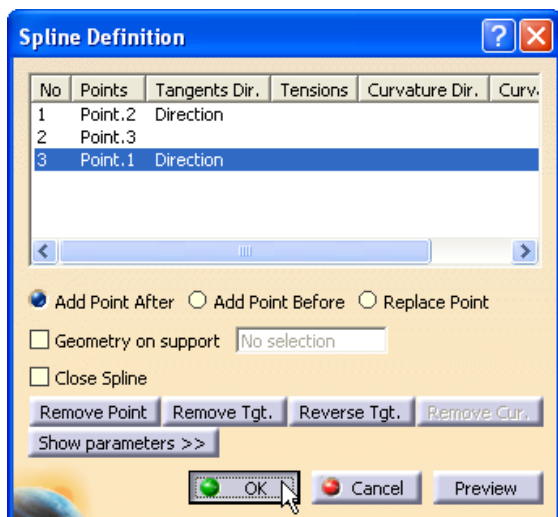 Spline Definition
No Points Tangents Dir. Tensions Curvature Dir. Curv.
1 Point.2 Direction
2 Point.3
3 Point.1 Direction
Add Point After Add Point Before Replace Point
Geometry on support No selection
Close Spline
Remove Point Remove Tgt. Reverse Tgt. Remove Cur.
Show parameters >>
OK Cancel Preview